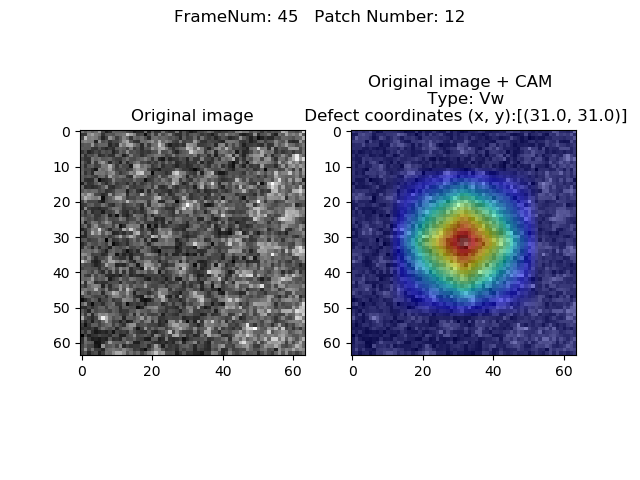 FrameNum: 45   Patch Number: 12
Original image
0
10
20
30
40
50
60
0 20 40 60
Original image + CAM
Type: Vw
Defect coordinates (x, y):[(31.0, 31.0)]
0
10
20
30
40
50
60
0 20 40 60